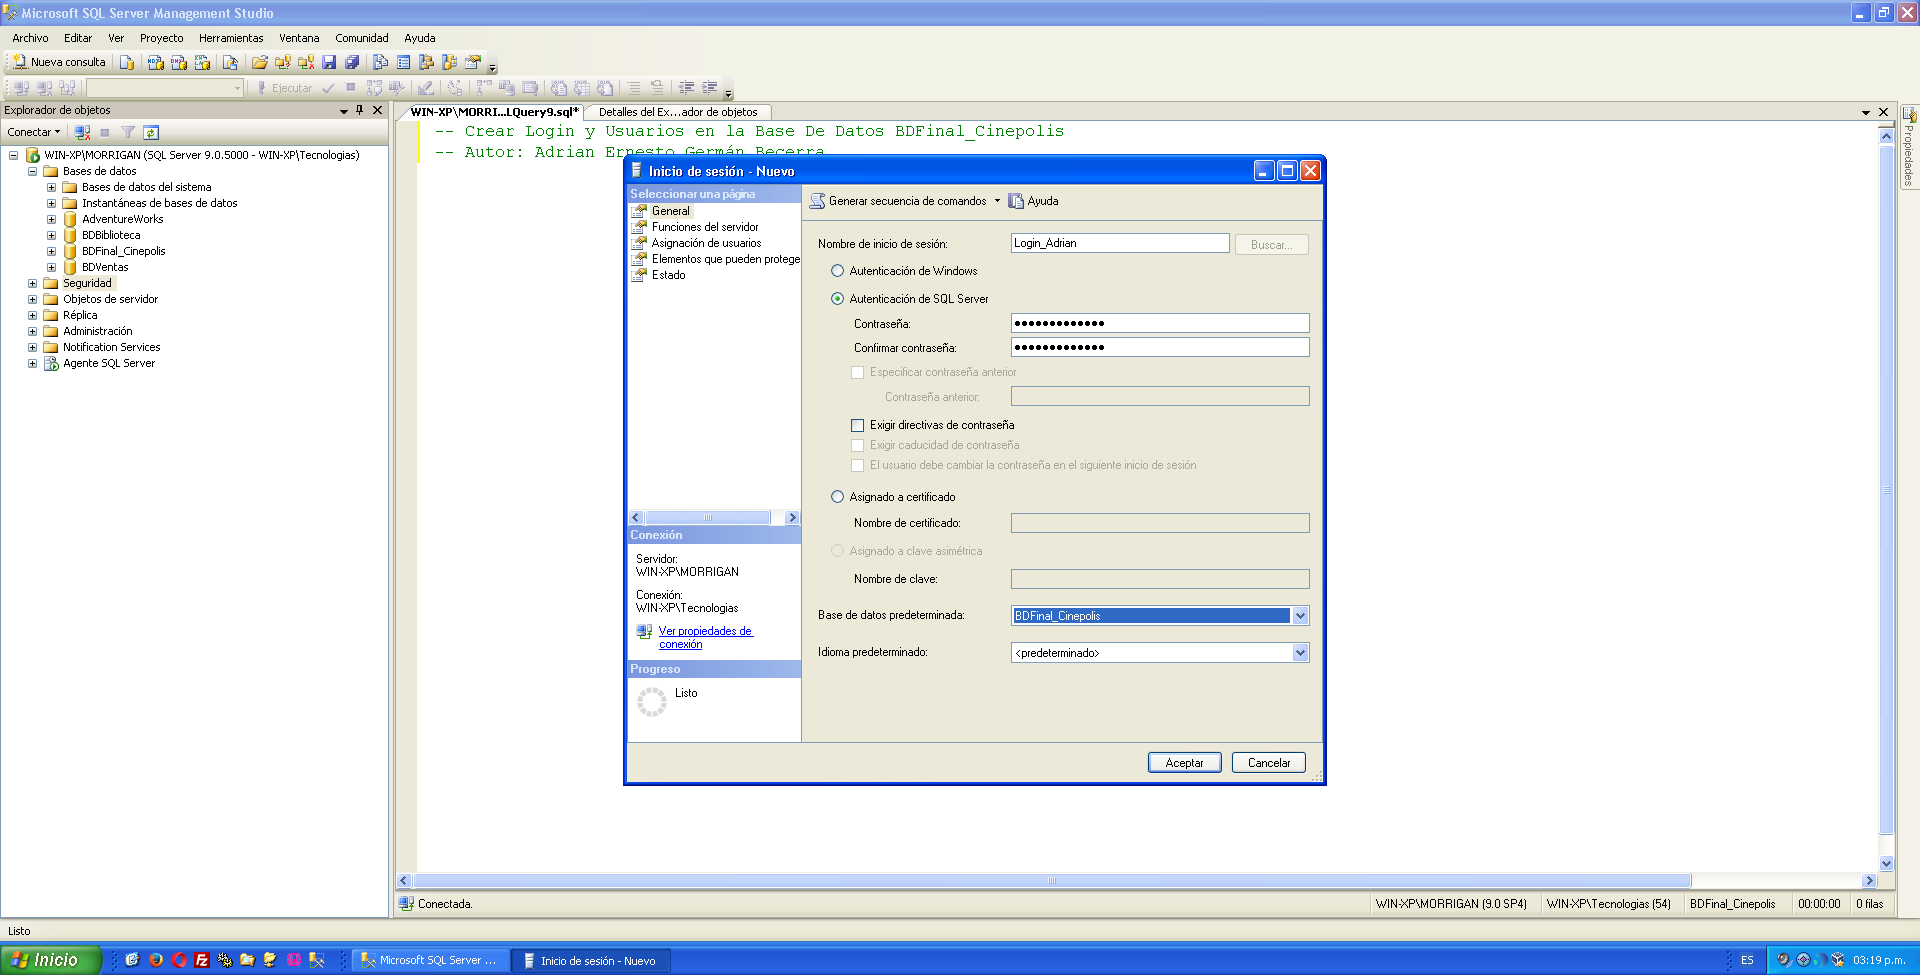 Microsoft SQL Server Management Studio
Archivo Editar Ver Proyecto Herramientas Ventana Comunidad Ayuda
Nueva consulta
Ejecutar
Explorador de objetos
Conectar
WIN-XP\MORRIGAN (SQL Server 9.0.5000 - WIN-XP\Tecnologias)
Bases de datos
Bases de datos del sistema
Instantáneas de bases de datos
AdventureWorks
BDBiblioteca
BDFinal_Cinepolis
BDVentas
Seguridad
Objetos de servidor
Réplica
Administración
Notification Services
Agente SQL Server
WIN-XP\MORRI...LQuery9.sql* Detalles del Ex...ador de objetos
-- Crear Login y Usuarios en la Base De Datos BDFinal_Cinepolis
-- Autor: Adrian Ernesto Germán Becerra
Propiedades
Inicio de sesión - Nuevo
Seleccionar una página
General
Funciones del servidor
Asignación de usuarios
Elementos que pueden protege
Estado
Conexión
Servidor:
WIN-XP\MORRIGAN
Conexión:
WIN-XP\Tecnologias
Ver propiedades de
conexión
Progreso
Listo
Generar secuencia de comandos Ayuda
Nombre de inicio de sesión: Login_Adrian Buscar...
Autenticación de Windows
Autenticación de SQL Server
Contraseña: ●●●●●●●●●●●●●
Confirmar contraseña: ●●●●●●●●●●●●●
Especificar contraseña anterior
Contraseña anterior:
Exigir directivas de contraseña
Exigir caducidad de contraseña
El usuario debe cambiar la contraseña en el siguiente inicio de sesión
Asignado a certificado
Nombre de certificado:
Asignado a clave asimétrica
Nombre de clave:
Base de datos predeterminada: BDFinal_Cinepolis
Idioma predeterminado: <predeterminado>
Aceptar Cancelar
Conectada. WIN-XP\MORRIGAN (9.0 SP4) WIN-XP\Tecnologias (54) BDFinal_Cinepolis 00:00:00 0 filas
Listo
Inicio Microsoft SQL Server ... Inicio de sesión - Nuevo ES 03:19 p.m.